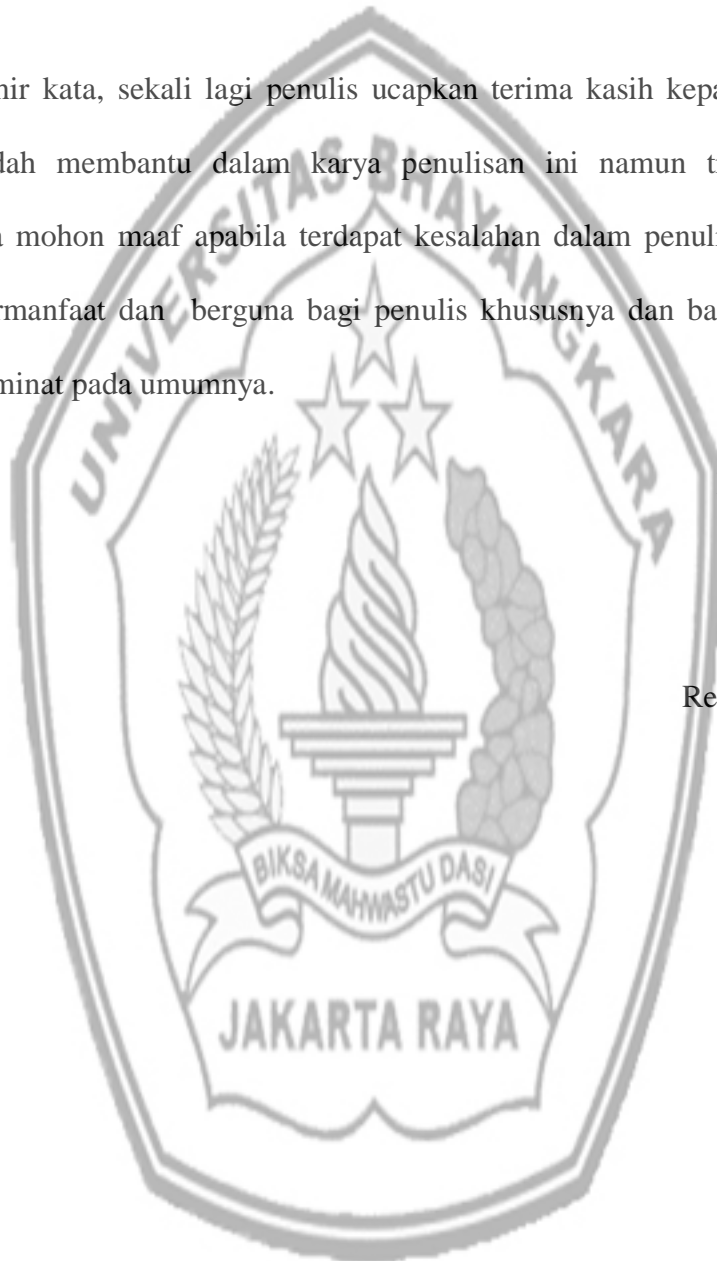 hir kata, sekali lagi penulis ucapkan terima kasih kepa
dah membantu dalam karya penulisan ini namun
mohon maaf apabila terdapat kesalahan dalam penuli
rmanfaat dan berguna bagi penulis khususnya dan ba
minat pada umumnya.
UNIVERSITAS BHAYANGKARA
Re
BIKSA MAHWASTU DASI
JAKARTA RAYA